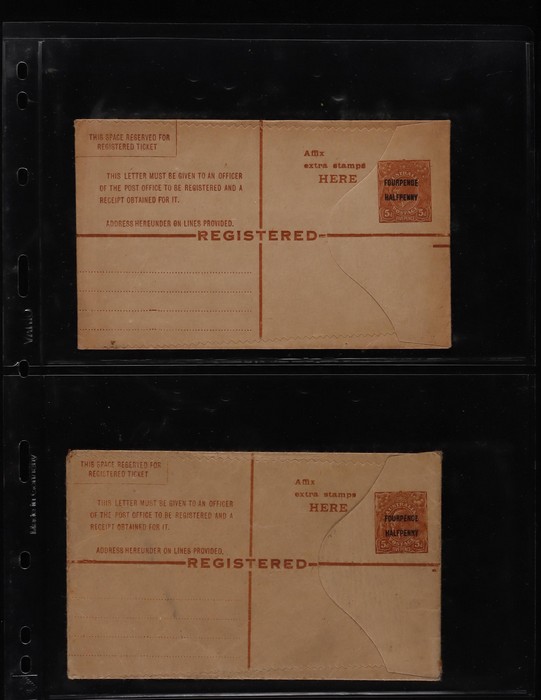 THIS SPACE RESERVED FOR
REGISTERED TICKET
THIS LETTER MUST BE GIVEN TO AN OFFICER
OF THE POST OFFICE TO BE REGISTERED AND A
RECEIPT OBTAINED FOR IT.
ADDRESS HEREUNDER ON LINES PROVIDED.
Affix
extra stamps
HERE
FOURPENCE
HALFPENNY
REGISTERED
THIS SPACE RESERVED FOR
REGISTERED TICKET
THIS LETTER MUST BE GIVEN TO AN OFFICER
OF THE POST OFFICE TO BE REGISTERED AND A
RECEIPT OBTAINED FOR IT.
ADDRESS HEREUNDER ON LINES PROVIDED.
Affix
extra stamps
HERE
FOURPENCE
HALFPENNY
REGISTERED
Made in Germany